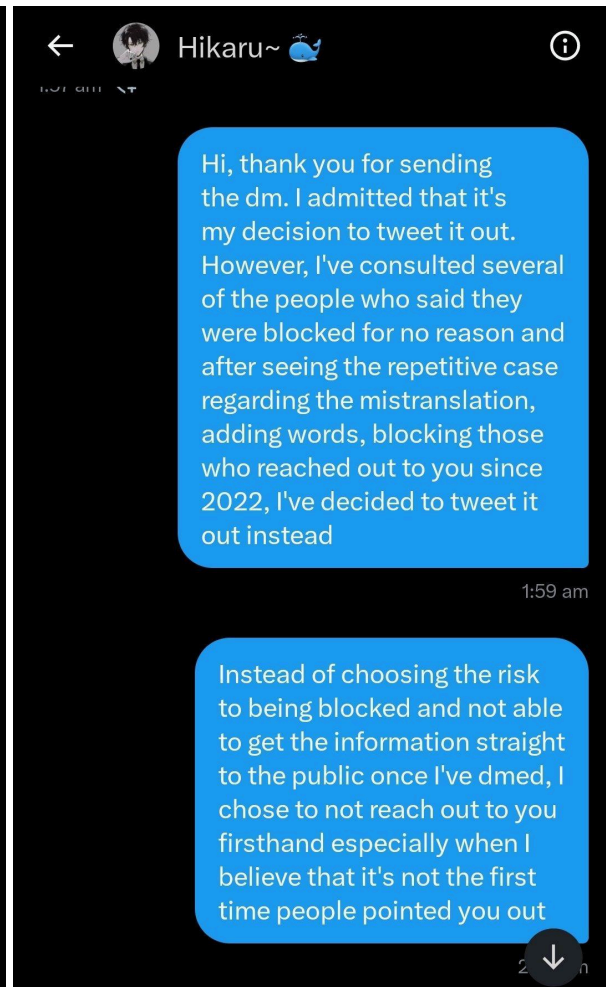 Hikaru~ 🐳
Hi, thank you for sending
the dm. I admitted that it's
my decision to tweet it out.
However, I've consulted several
of the people who said they
were blocked for no reason and
after seeing the repetitive case
regarding the mistranslation,
adding words, blocking those
who reached out to you since
2022, I've decided to tweet it
out instead
1:59 am
Instead of choosing the risk
to being blocked and not able
to get the information straight
to the public once I've dmed, I
chose to not reach out to you
firsthand especially when I
believe that it's not the first
time people pointed you out